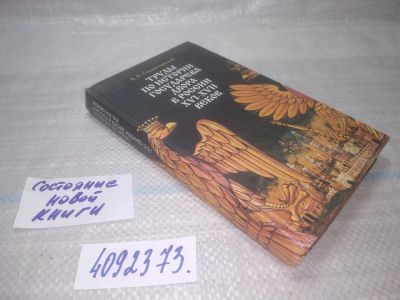 ТРУДЫ
ПО ИСТОРИИ
ГОСУДАРЕВА
ДВОРА
В РОССИИ
XVI-XVII
ВЕКОВ
Состояние
новой
книги
4092373.